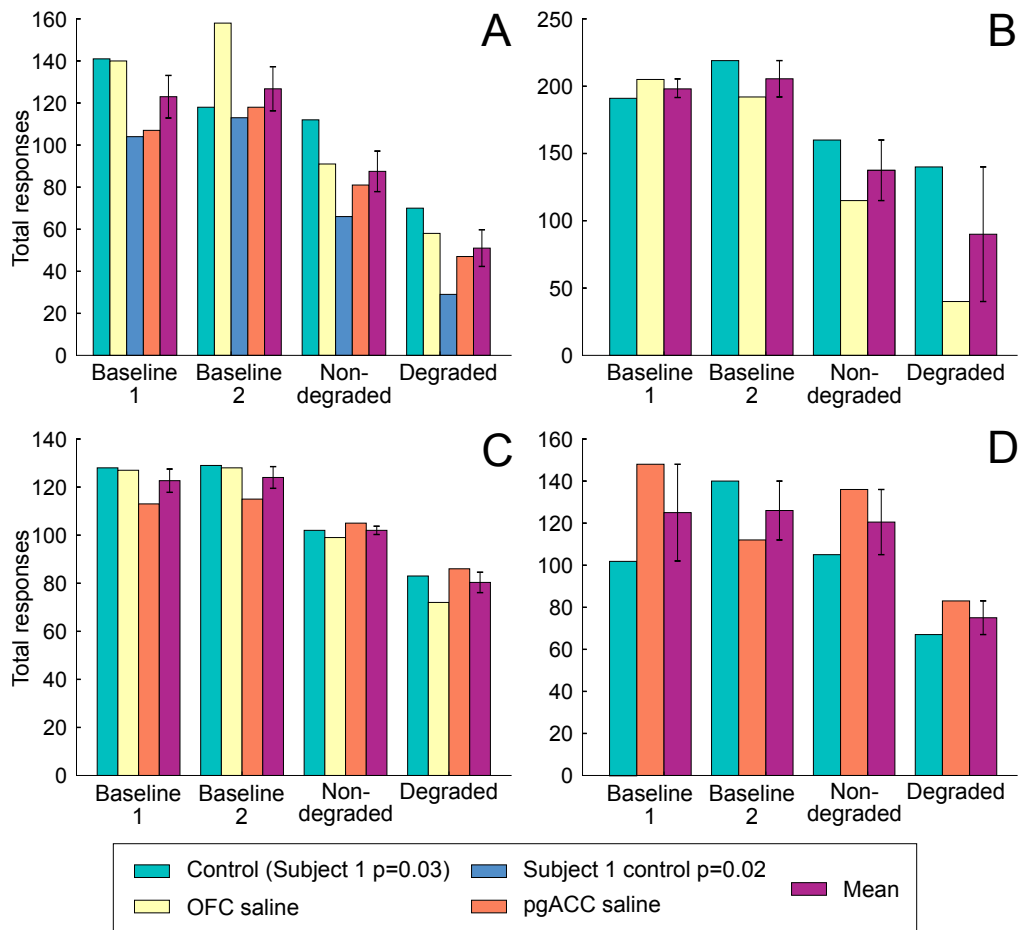 A
160
140
120
100
80
60
40
20
0
Total responses
Baseline
1
Baseline
2
Non-
degraded
Degraded
B
250
200
150
100
50
0
Baseline
1
Baseline
2
Non-
degraded
Degraded
C
140
120
100
80
60
40
20
0
Total responses
Baseline
1
Baseline
2
Non-
degraded
Degraded
D
160
140
120
100
80
60
40
20
0
Baseline
1
Baseline
2
Non-
degraded
Degraded
Control (Subject 1 p=0.03)
Subject 1 control p=0.02
Mean
OFC saline
pgACC saline